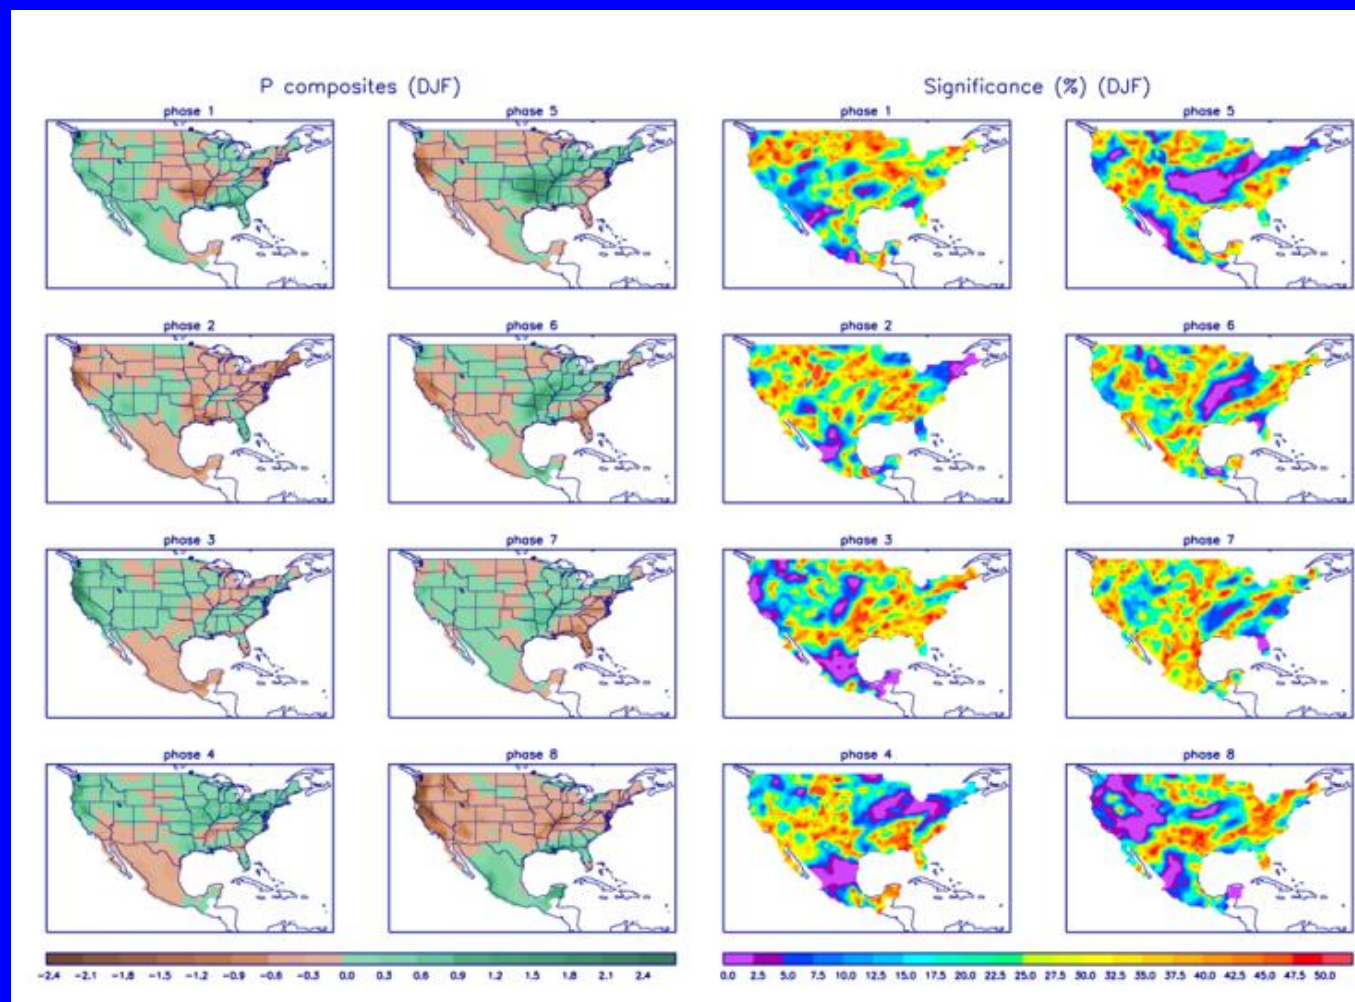 P composites (DJF) Significance (%) (DJF)
phase 1 phase 5 phase 1 phase 5
phase 2 phase 6 phase 2 phase 6
phase 3 phase 7 phase 3 phase 7
phase 4 phase 8 phase 4 phase 8
-2.4 -2.1 -1.8 -1.5 -1.2 -0.9 -0.6 -0.3 0.0 0.3 0.6 0.9 1.2 1.5 1.8 2.1 2.4 0.0 2.5 5.0 7.5 10.0 12.5 15.0 17.5 20.0 22.5 25.0 27.5 30.0 32.5 35.0 37.5 40.0 42.5 45.0 47.5 50.0